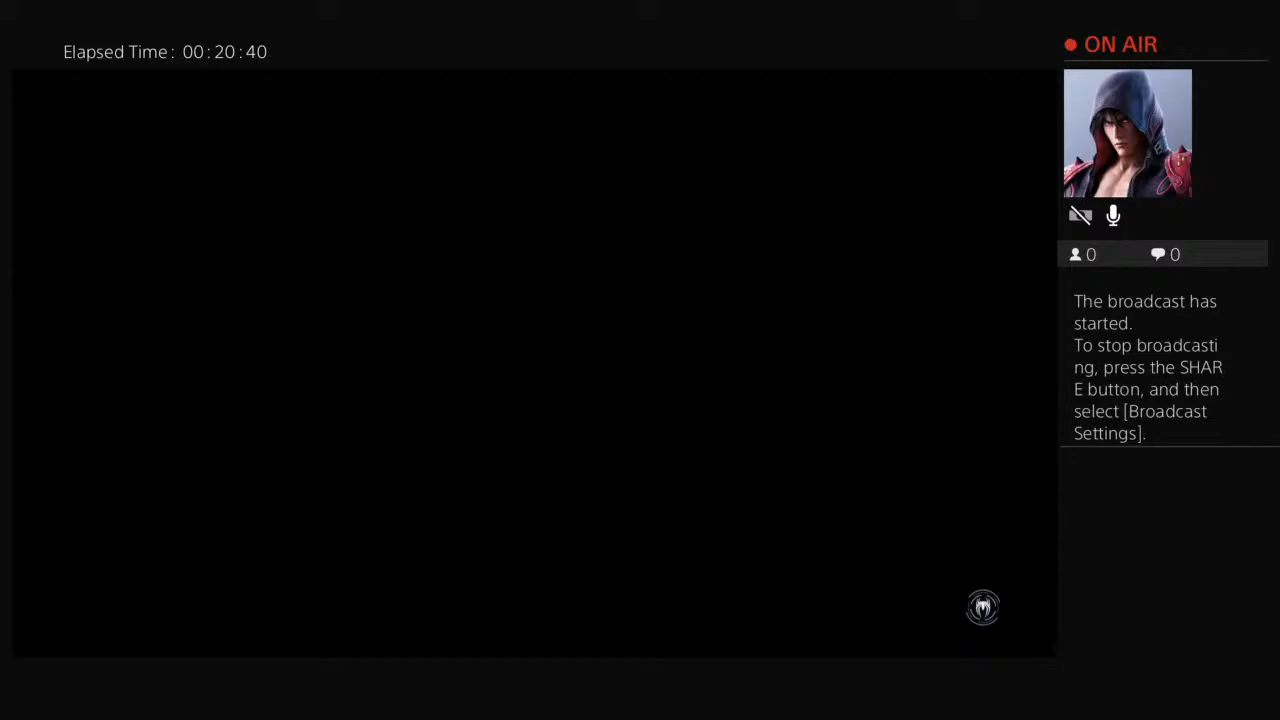 Elapsed Time: 00:20:40
ON AIR
0 0
The broadcast has
started.
To stop broadcasti
ng, press the SHAR
E button, and then
select [Broadcast
Settings].